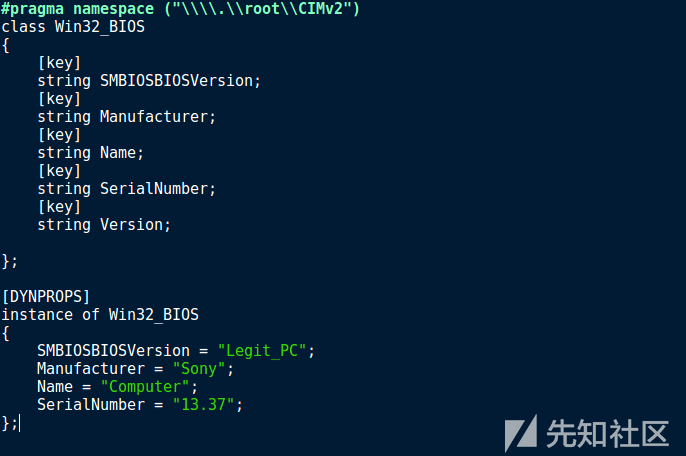 #pragma namespace ("\\\\.\\root\\CIMv2")
class Win32_BIOS
{
    [key]
    string SMBIOSBIOSVersion;
    [key]
    string Manufacturer;
    [key]
    string Name;
    [key]
    string SerialNumber;
    [key]
    string Version;

};

[DYNPROPS]
instance of Win32_BIOS
{
    SMBIOSBIOSVersion = "Legit_PC";
    Manufacturer = "Sony";
    Name = "Computer";
    SerialNumber = "13.37";
};
先知社区